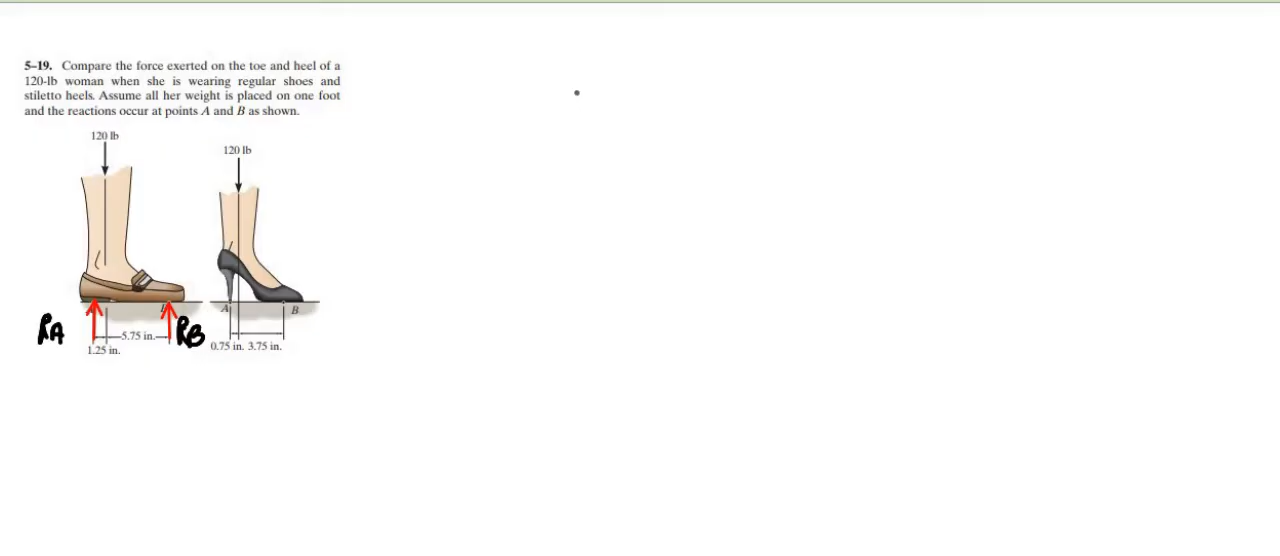 5–19. Compare the force exerted on the toe and heel of a
120-lb woman when she is wearing regular shoes and
stiletto heels. Assume all her weight is placed on one foot
and the reactions occur at points A and B as shown.
120 lb
120 lb
A
B
RA
5.75 in.
RB
1.25 in.
0.75 in. 3.75 in.